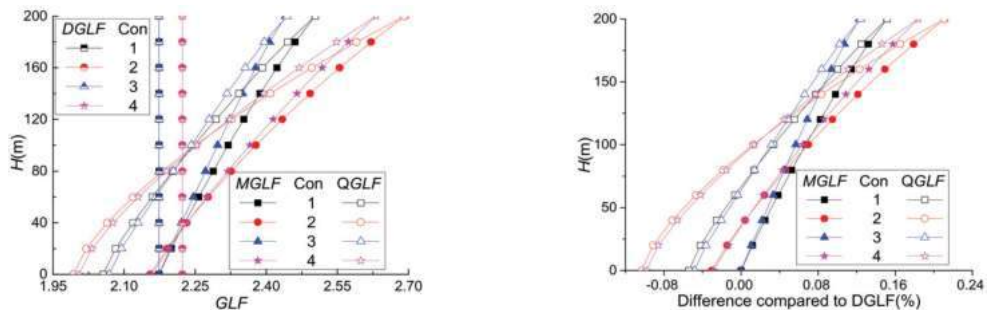 200
160
120
80
40
0
H(m)
1.95 2.10 2.25 2.40 2.55 2.70
GLF
DGLF Con
1
2
3
4
MGLF Con QGLF
1
2
3
4
200
150
100
50
0
H(m)
-0.08 0.00 0.08 0.16 0.24
Difference compared to DGLF(%)
MGLF Con QGLF
1
2
3
4